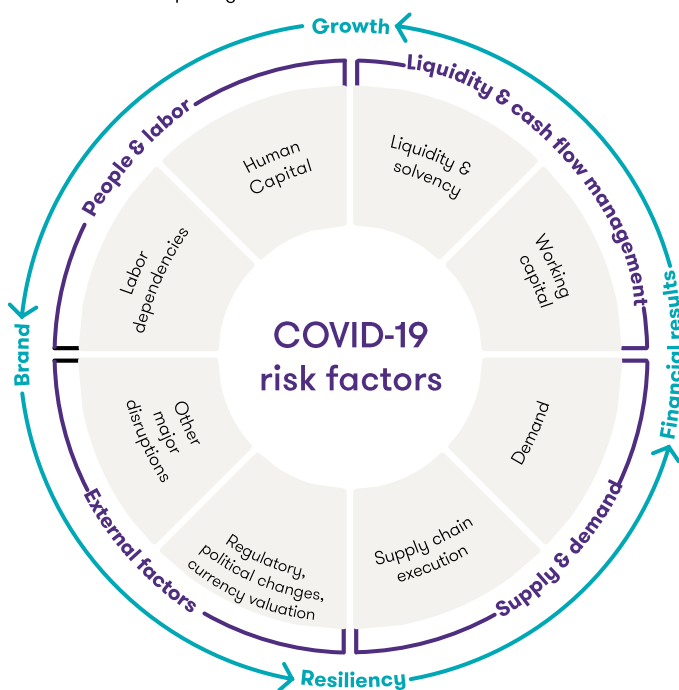 Growth
Liquidity & cash flow management
People & labor
Human
Capital
Liquidity &
solvency
Labor
dependencies
Working
capital
COVID-19
risk factors
Brand
Financial results
Other
major
disruptions
Demand
Regulatory,
political changes,
currency valuation
Supply chain
execution
External factors
Supply & demand
Resiliency